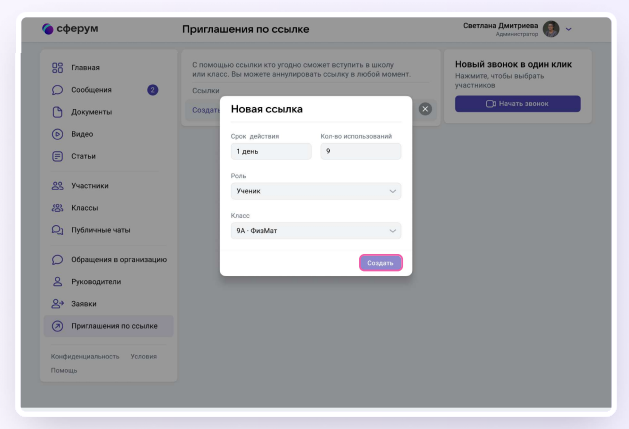 сферум
Приглашения по ссылке
Светлана Дмитриева
Администратор
Главная
Сообщения
2
Документы
Видео
Статьи
Участники
Классы
Публичные чаты
Обращения в организацию
Руководители
Заявки
Приглашения по ссылке
Конфиденциальность Условия
Помощь
С помощью ссылки кто угодно сможет вступить в школу
или класс. Вы можете аннулировать ссылку в любой момент.
Ссылки
Создать
Новая ссылка
Срок действия
Кол-во использований
1 день
9
Роль
Ученик
Класс
9А · ФизМат
Создать
Новый звонок в один клик
Нажмите, чтобы выбрать
участников
Начать звонок